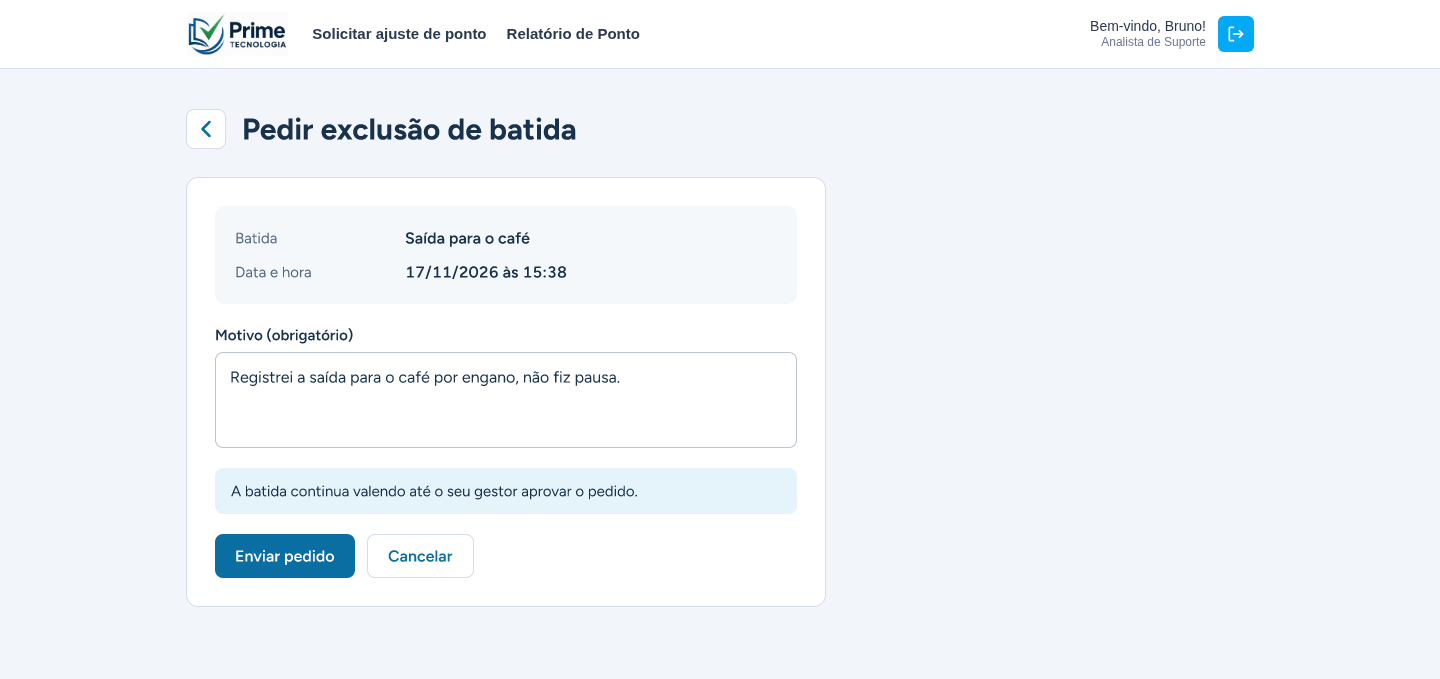 Prime
TECNOLOGIA
Solicitar ajuste de ponto
Relatório de Ponto
Bem-vindo, Bruno!
Analista de Suporte
Pedir exclusão de batida
Batida
Saída para o café
Data e hora
17/11/2026 às 15:38
Motivo (obrigatório)
Registrei a saída para o café por engano, não fiz pausa.
A batida continua valendo até o seu gestor aprovar o pedido.
Enviar pedido
Cancelar